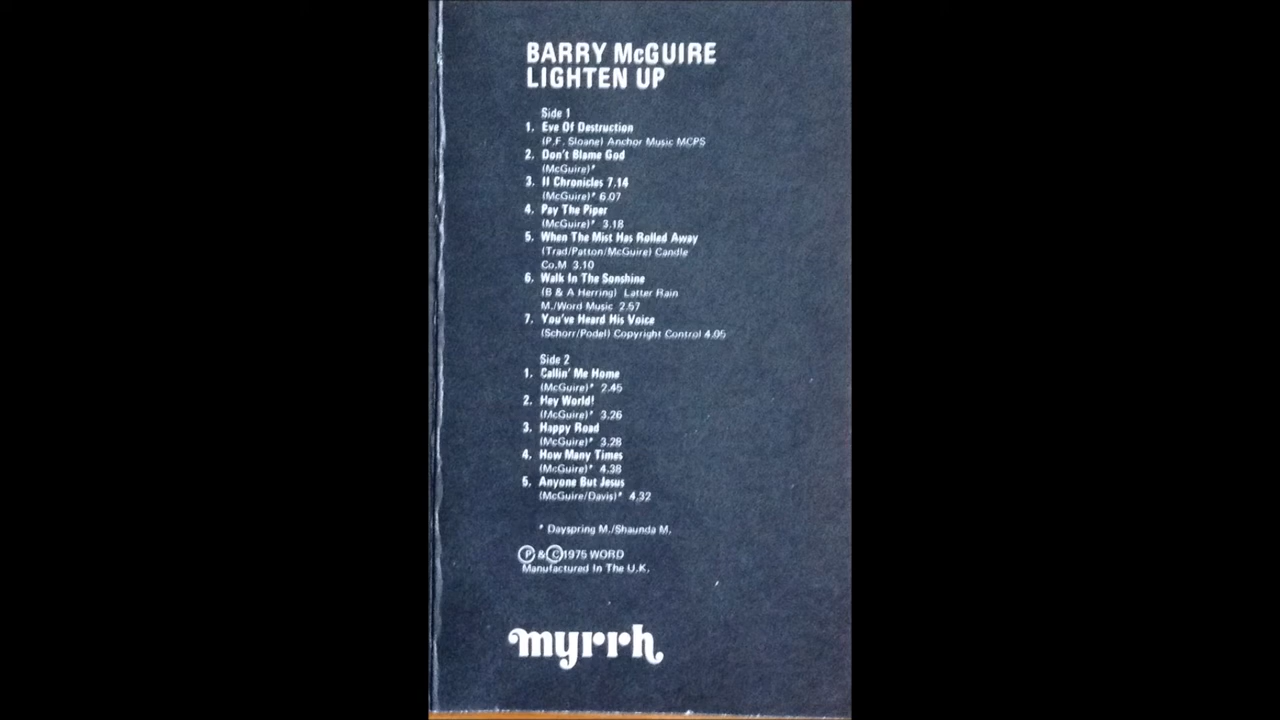 BARRY McGUIRE
LIGHTEN UP
Side 1
1. Eve Of Destruction
(P.F. Sloane) Anchor Music MCPS
2. Don't Blame God
(McGuire)*
3. II Chronicles 7.14
(McGuire)* 6.07
4. Pay The Piper
(McGuire)* 3.18
5. When The Mist Has Rolled Away
(Trad/Patton/McGuire) Candle
Co.M 3.10
6. Walk In The Sonshine
(B & A Herring) Latter Rain
M./Word Music 2.57
7. You've Heard His Voice
(Schorr/Podel) Copyright Control 4.05
Side 2
1. Callin' Me Home
(McGuire)* 2.45
2. Hey World!
(McGuire)* 3.26
3. Happy Road
(McGuire)* 3.28
4. How Many Times
(McGuire)* 4.38
5. Anyone But Jesus
(McGuire/Davis)* 4.32
* Dayspring M./Shaunda M.
Ⓟ & Ⓒ 1975 WORD
Manufactured In The U.K.
myrrh